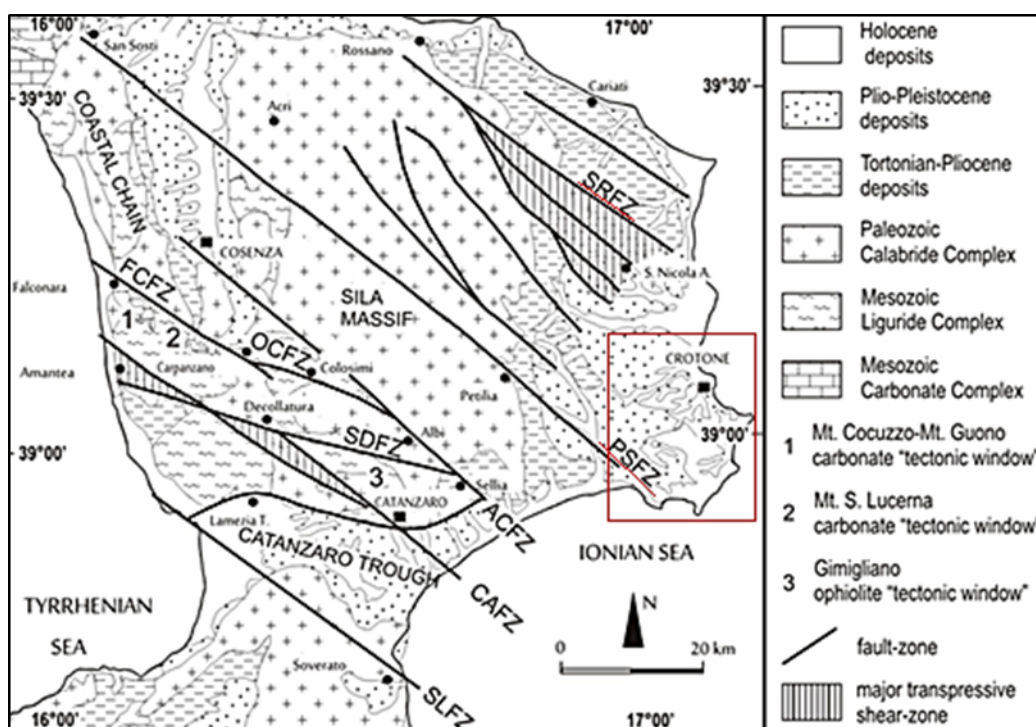 16°00'
17°00'
San Sosti
Rossano
39°30'
39°30'
Cariati
Acri
COASTAL CHAIN
SRFZ
COSENZA
S. Nicola A.
FCFZ
Falconara
SILA
MASSIF
1
2
OCFZ
CROTONE
Colosimi
Amantea
Carpanzano
Petilia
Decollatura
39°00'
SDFZ
Albi
39°00'
PSFZ
3
Sellia
CATANZARO
ACFZ
Lamezia T.
IONIAN SEA
CATANZARO TROUGH
CAFZ
N
TYRRHENIAN
SEA
0
20 km
Soverato
SLFZ
16°00'
17°00'
Holocene
deposits
Plio-Pleistocene
deposits
Tortonian-Pliocene
deposits
Paleozoic
Calabride Complex
Mesozoic
Liguride Complex
Mesozoic
Carbonate Complex
1 Mt. Cocuzzo-Mt. Guono
carbonate "tectonic window"
2 Mt. S. Lucerna
carbonate "tectonic window"
3 Gimigliano
ophiolite "tectonic window"
fault-zone
major transpressive
shear-zone